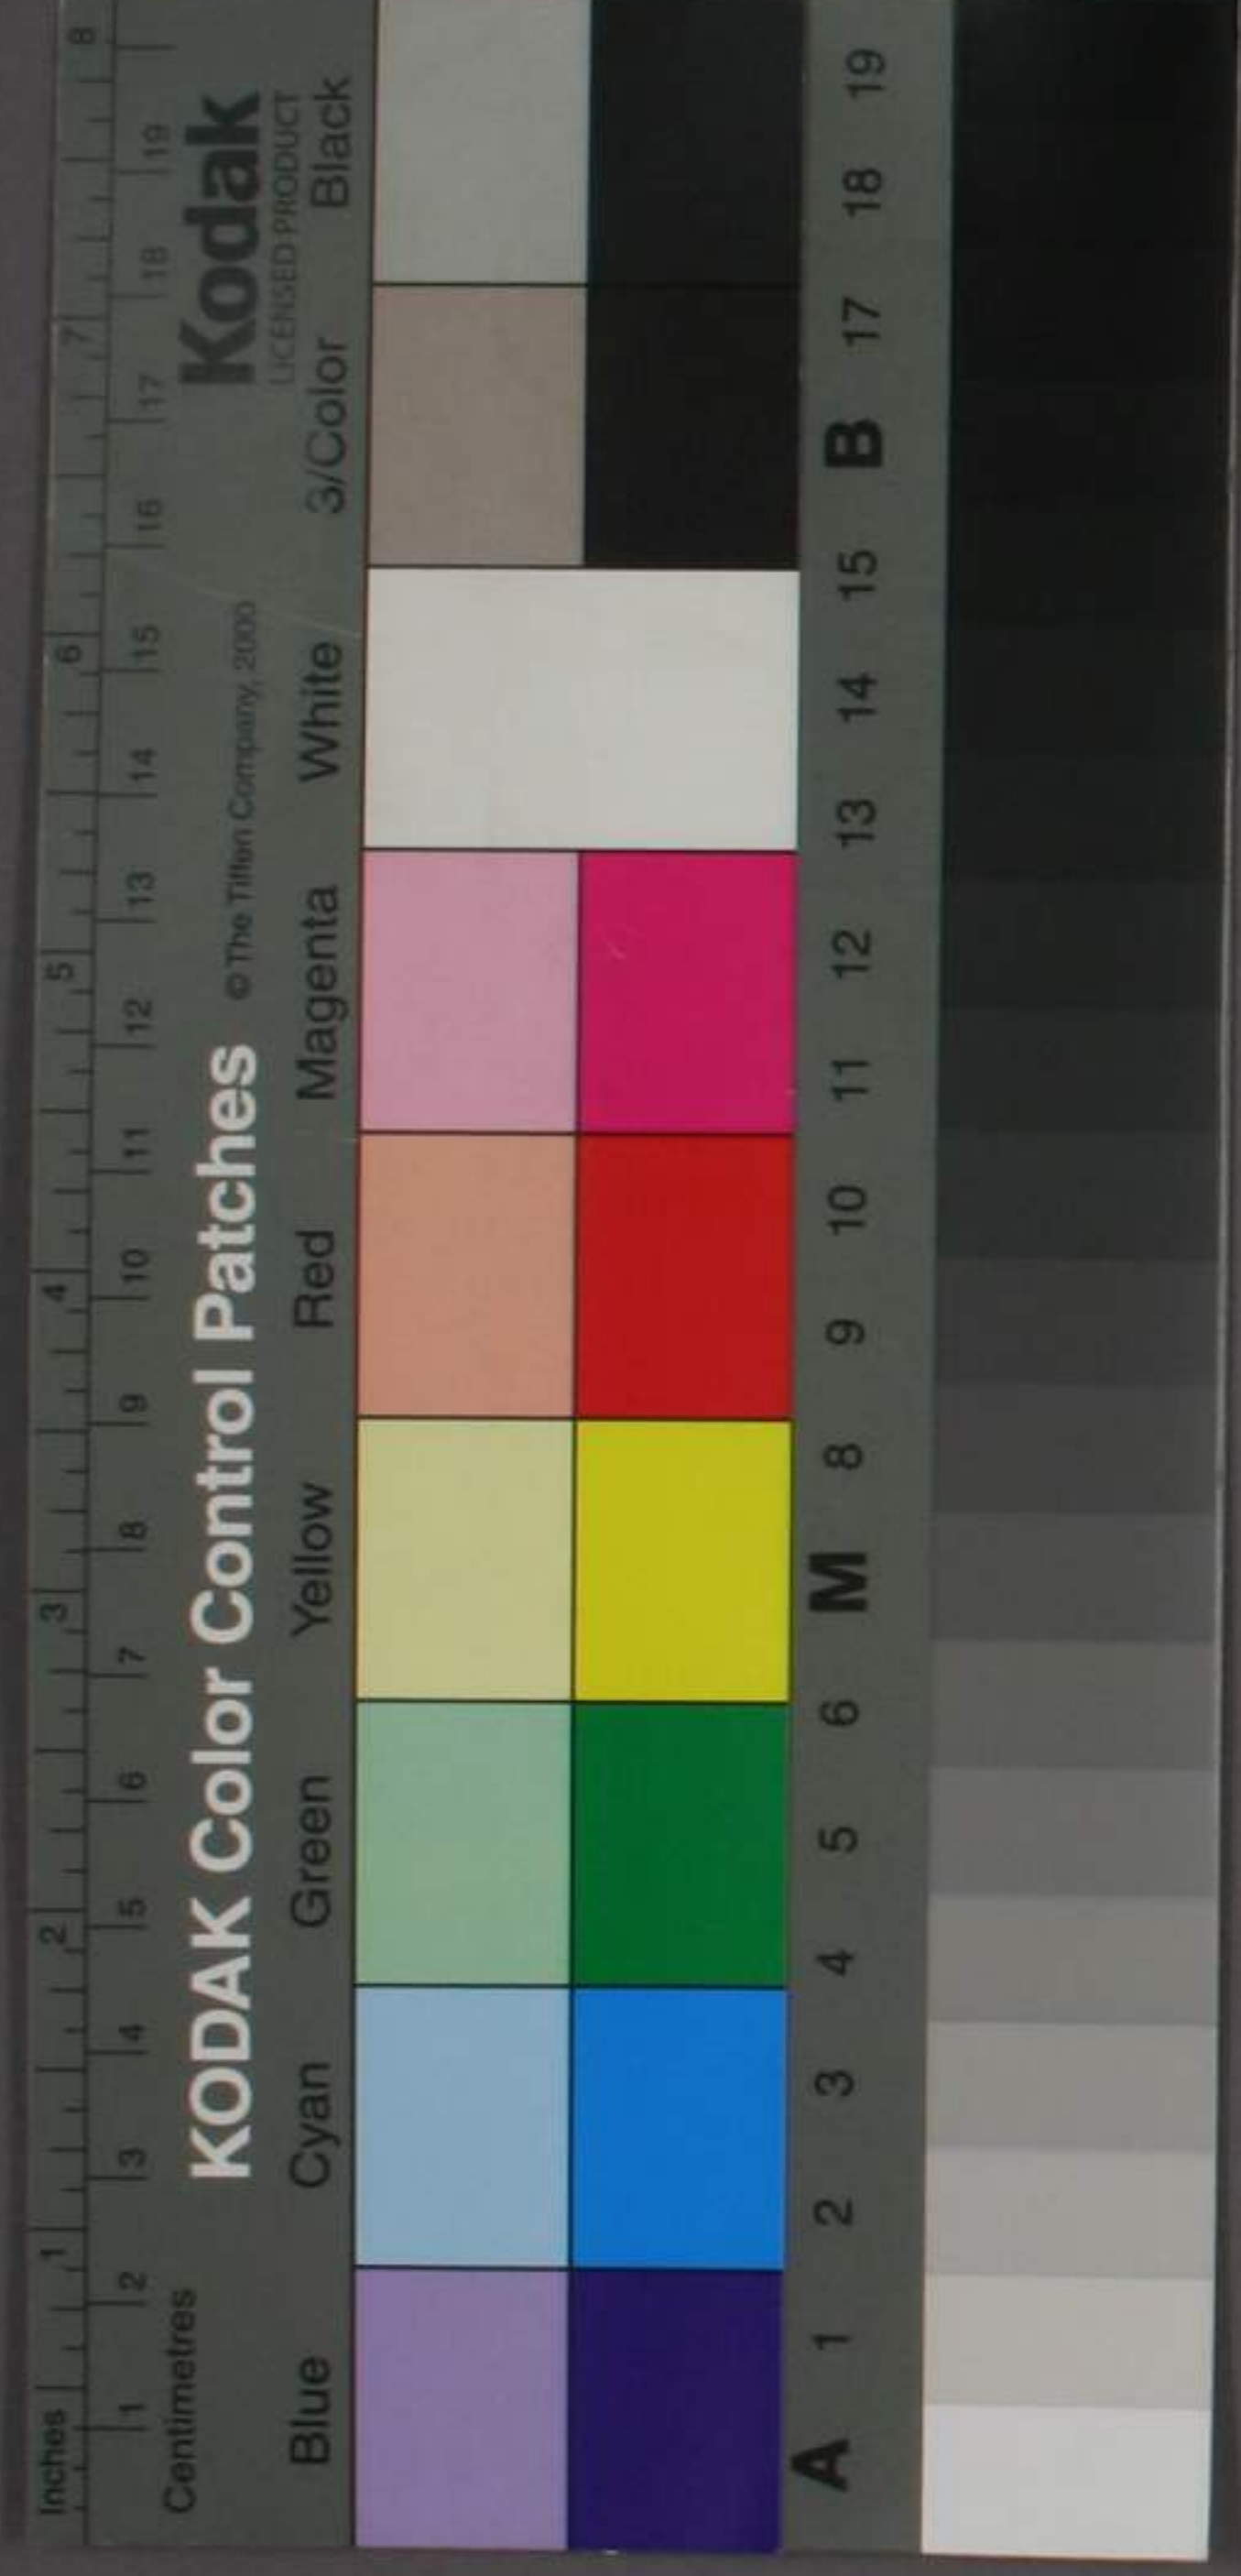 Inches 1 2 3 4 5 6 7 8
Centimetres 1 2 3 4 5 6 7 8 9 10 11 12 13 14 15 16 17 18 19
KODAK Color Control Patches © The Tiffen Company, 2000 Kodak
LICENSED PRODUCT
Blue Cyan Green Yellow Red Magenta White 3/Color Black
A 1 2 3 4 5 6 M 8 9 10 11 12 13 14 15 B 17 18 19